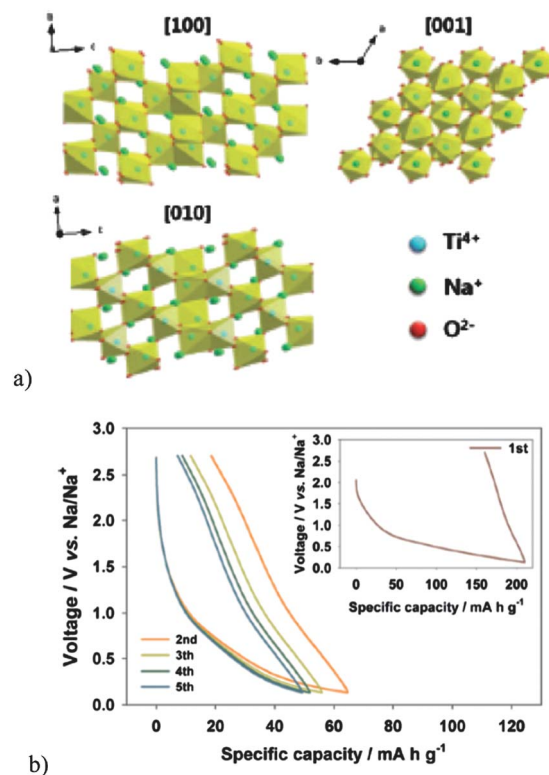 [100]
[001]
[010]
Ti⁴⁺
Na⁺
O²⁻
a)
Voltage / V vs. Na/Na⁺
3.0
2.5
2.0
1.5
1.0
0.5
0.0
2nd
3th
4th
5th
0 20 40 60 80 100 120
Specific capacity / mA h g⁻¹
Voltage / V vs. Na/Na⁺
3.0
2.5
2.0
1.5
1.0
0.5
0.0
1st
0 50 100 150 200
Specific capacity / mA h g⁻¹
b)